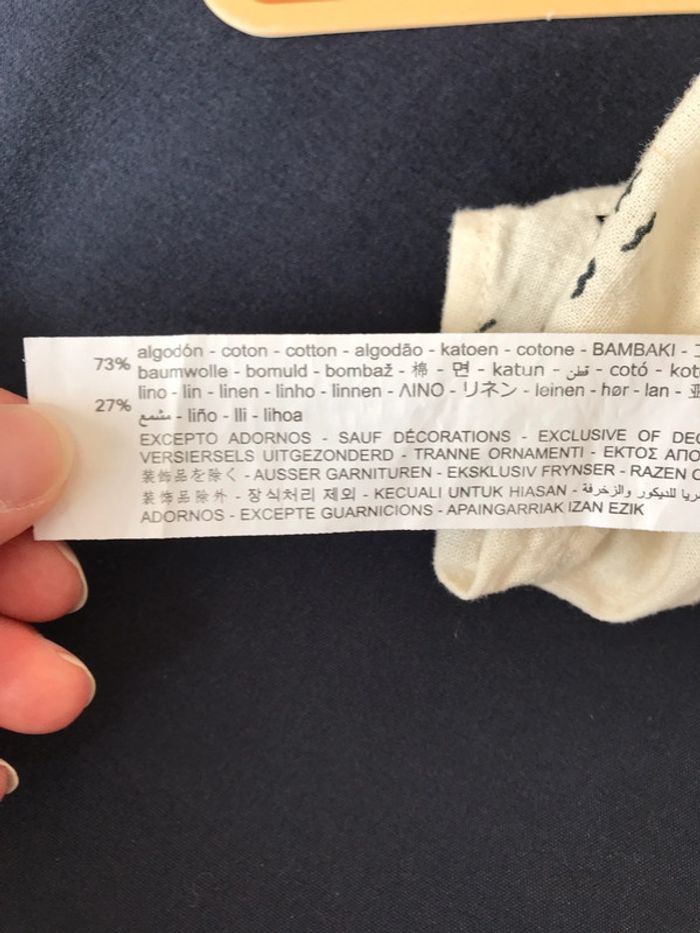 73% algodón - coton - cotton - algodão - katoen - cotone - BAMBAKI -
baumwolle - bomuld - bombaž - 棉 - 면 - katun - قطن - cotó -
27% lino - lin - linen - linho - linnen - ΛΙΝΟ - リネン - leinen - hør - lan -
مشمع - liño - lli - lihoa
EXCEPTO ADORNOS - SAUF DÉCORATIONS - EXCLUSIVE OF
VERSIERSELS UITGEZONDERD - TRANNE ORNAMENTI - ΕΚΤΟΣ
装飾品を除く - AUSSER GARNITUREN - EKSKLUSIV FRYNSER - RAZEN
装饰品除外 - 장식처리 제외 - KECUALI UNTUK HIASAN - للديكور والزخرفة
ADORNOS - EXCEPTE GUARNICIONS - APAINGARRIAK IZAN EZIK